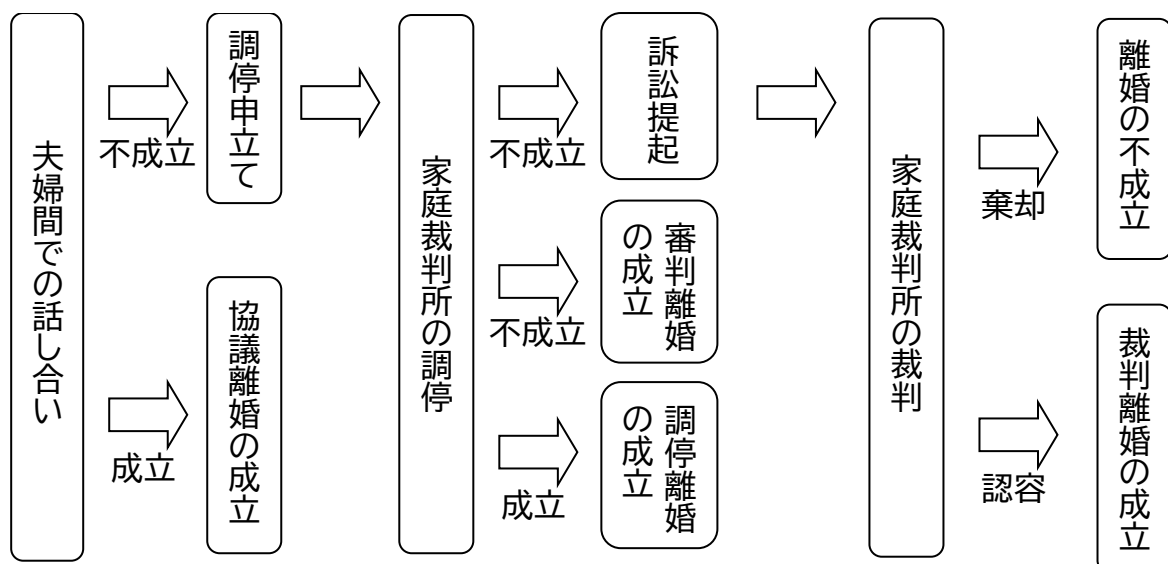 夫婦間での話し合い
不成立
調停申立て
成立
協議離婚の成立
家庭裁判所の調停
不成立
訴訟提起
不成立
審判離婚
の成立
成立
調停離婚
の成立
家庭裁判所の裁判
棄却
離婚の不成立
認容
裁判離婚の成立